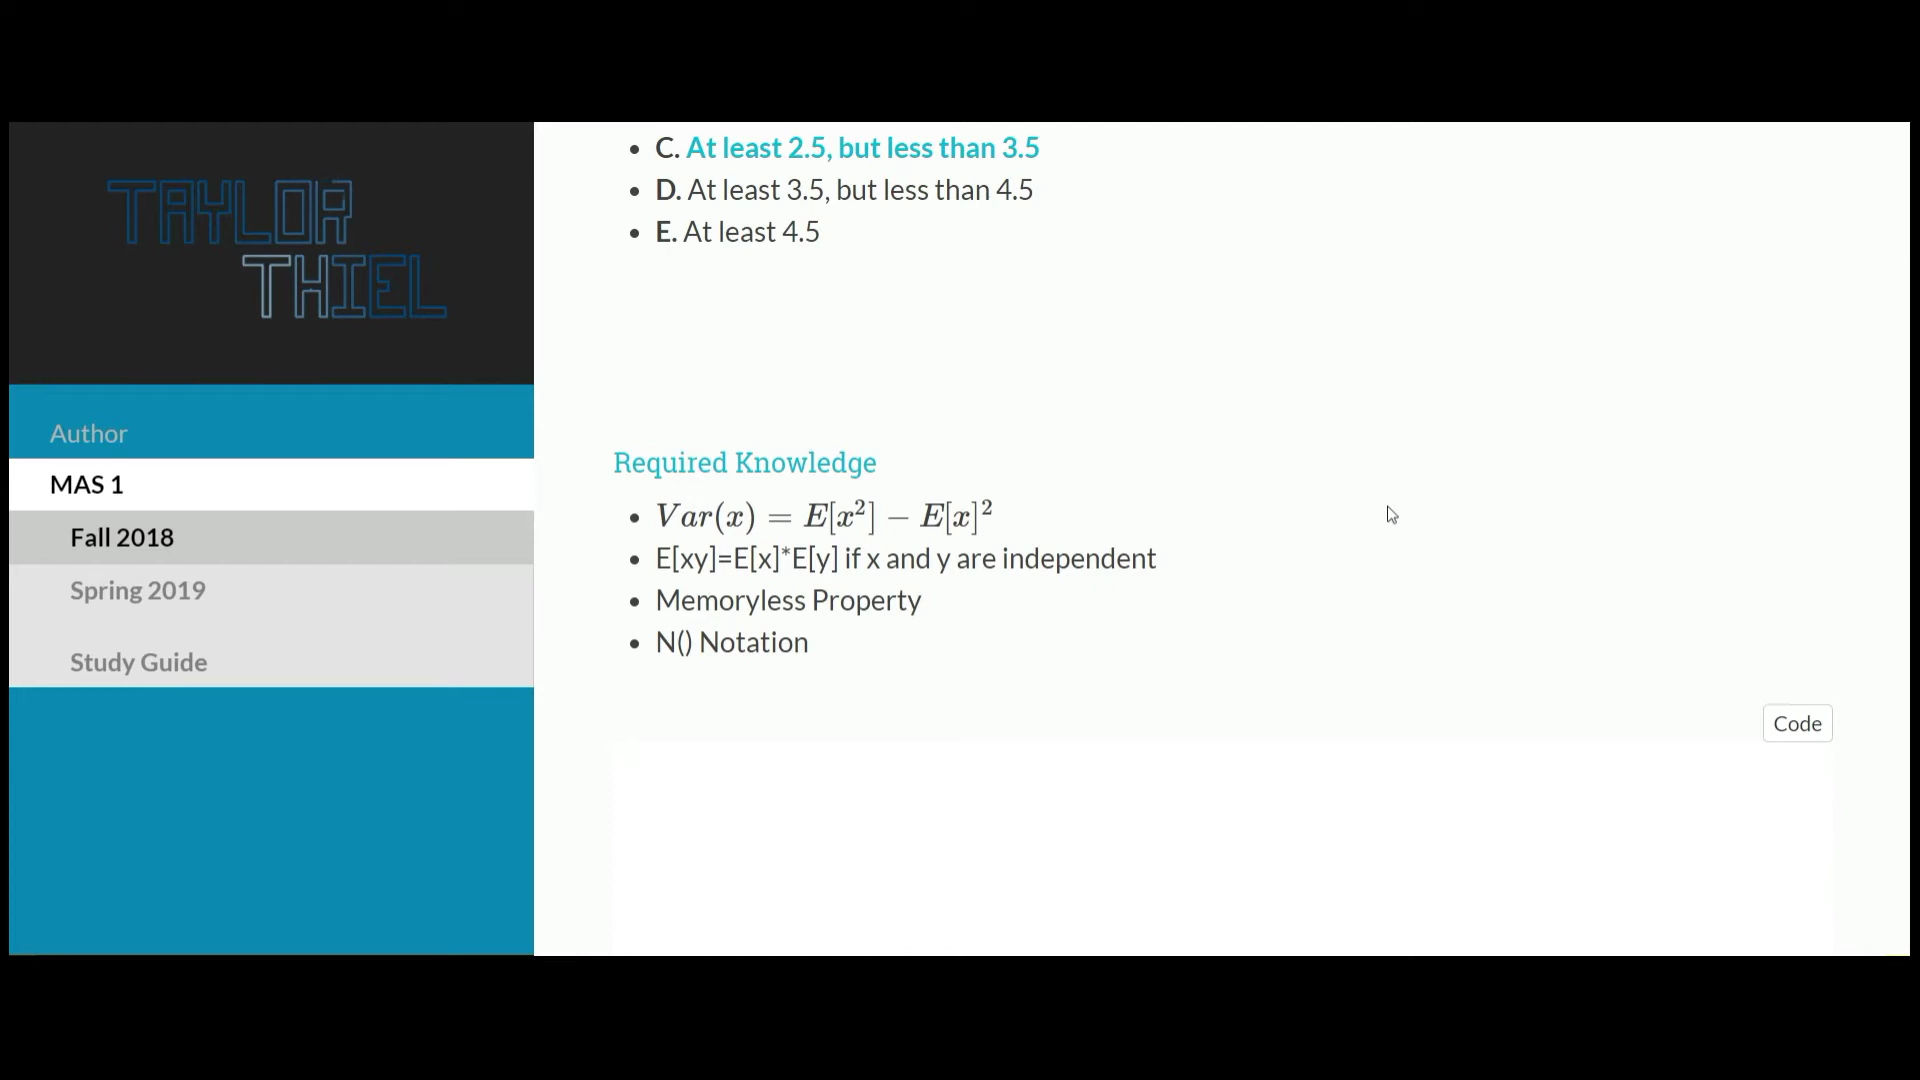 TAYLOR
THIEL
Author
MAS 1
Fall 2018
Spring 2019
Study Guide
C. At least 2.5, but less than 3.5
D. At least 3.5, but less than 4.5
E. At least 4.5
Required Knowledge
Var(x) = E[x²] − E[x]²
E[xy]=E[x]*E[y] if x and y are independent
Memoryless Property
N() Notation
Code